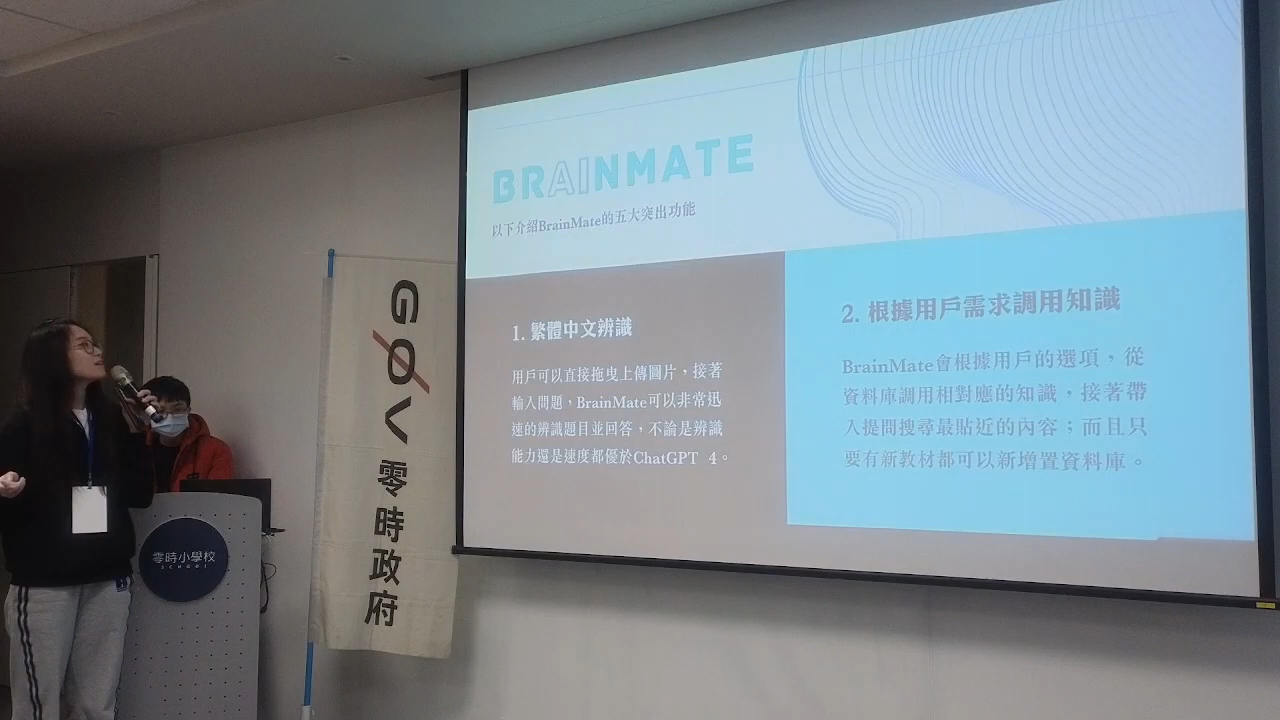 BRAINMATE
以下介紹BrainMate的五大突出功能
1. 繁體中文辨識
用戶可以直接拖曳上傳圖片，接著
輸入問題，BrainMate可以非常迅
速的辨識題目並回答，不論是辨識
能力還是速度都優於ChatGPT 4。
2. 根據用戶需求調用知識
BrainMate會根據用戶的選項，從
資料庫調用相對應的知識，接著帶
入提問搜尋最貼近的內容；而且只
要有新教材都可以新增置資料庫。
G0V
零時政府
零時小學校
SCHOOL